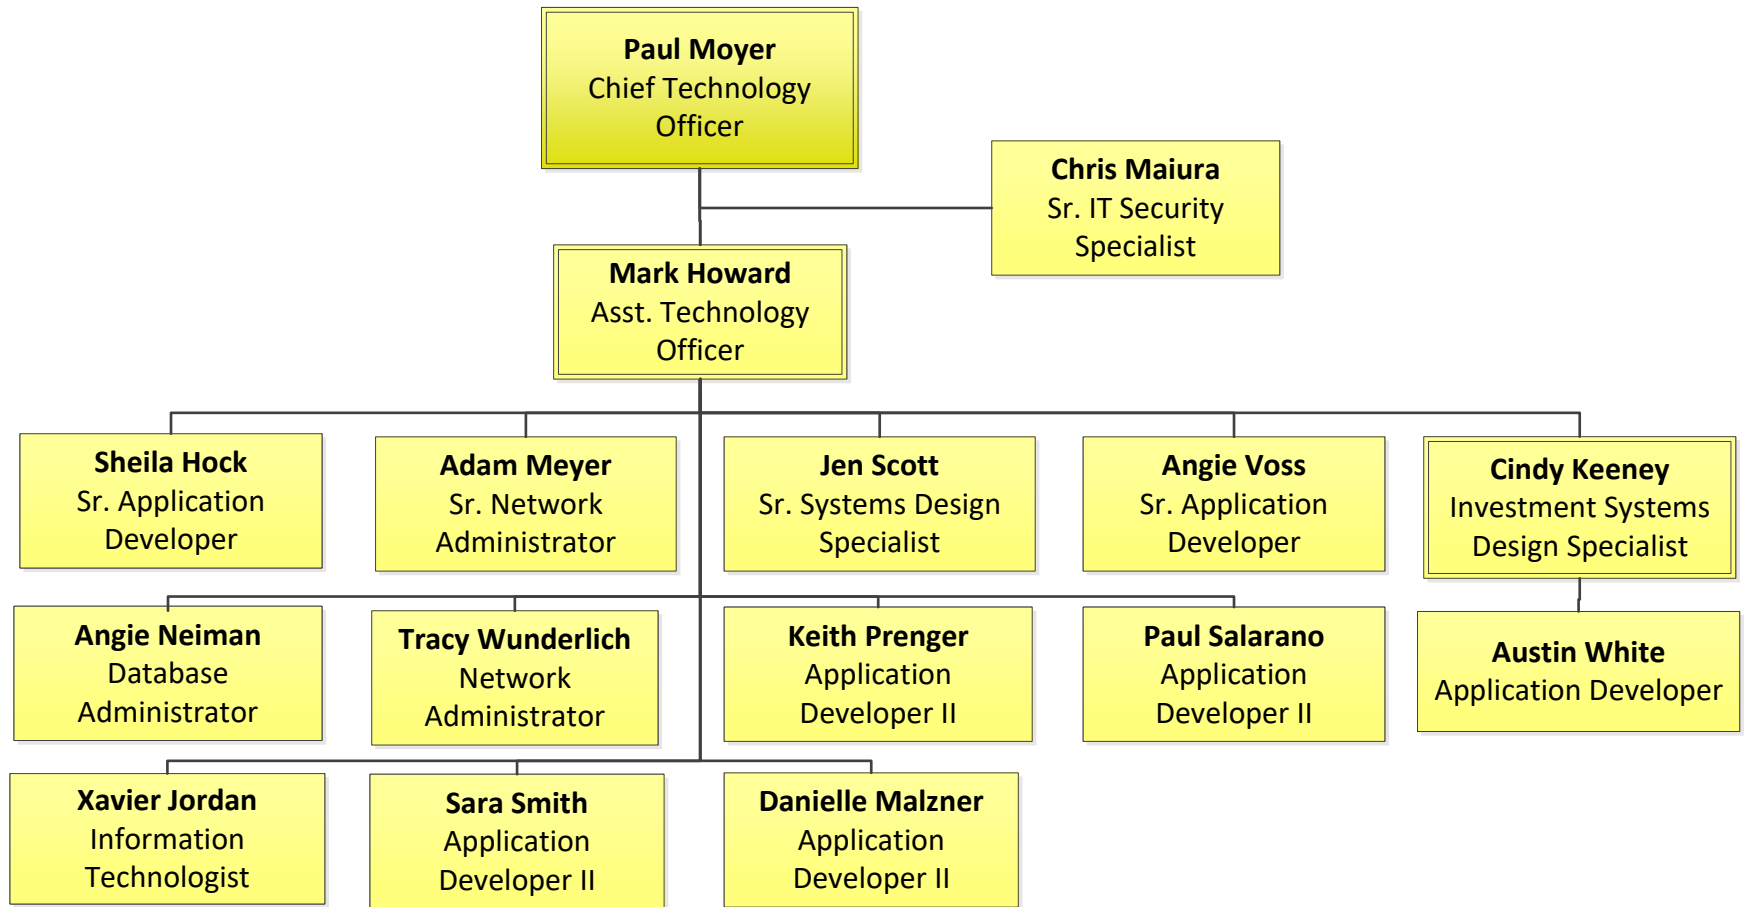 Paul Moyer
Chief Technology
Officer
Chris Maiura
Sr. IT Security
Specialist
Mark Howard
Asst. Technology
Officer
Sheila Hock
Sr. Application
Developer
Adam Meyer
Sr. Network
Administrator
Jen Scott
Sr. Systems Design
Specialist
Angie Voss
Sr. Application
Developer
Cindy Keeney
Investment Systems
Design Specialist
Angie Neiman
Database
Administrator
Tracy Wunderlich
Network
Administrator
Keith Prenger
Application
Developer II
Paul Salarano
Application
Developer II
Austin White
Application Developer
Xavier Jordan
Information
Technologist
Sara Smith
Application
Developer II
Danielle Malzner
Application
Developer II